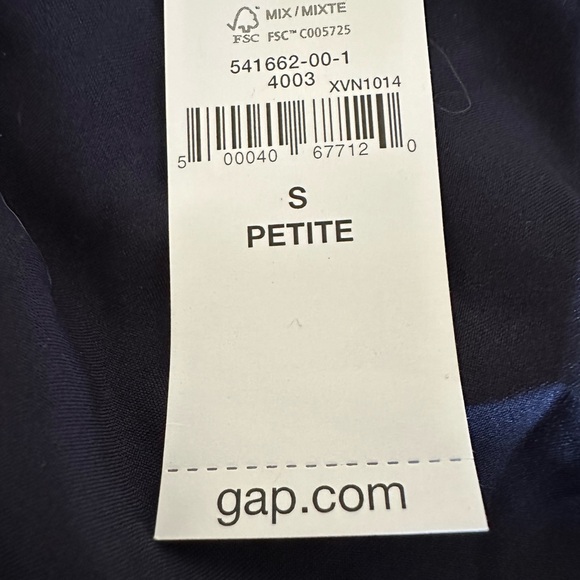 MIX / MIXTE
FSC FSC™ C005725
541662-00-1
4003 XVN1014
5 00040 67712 0
S
PETITE
gap.com